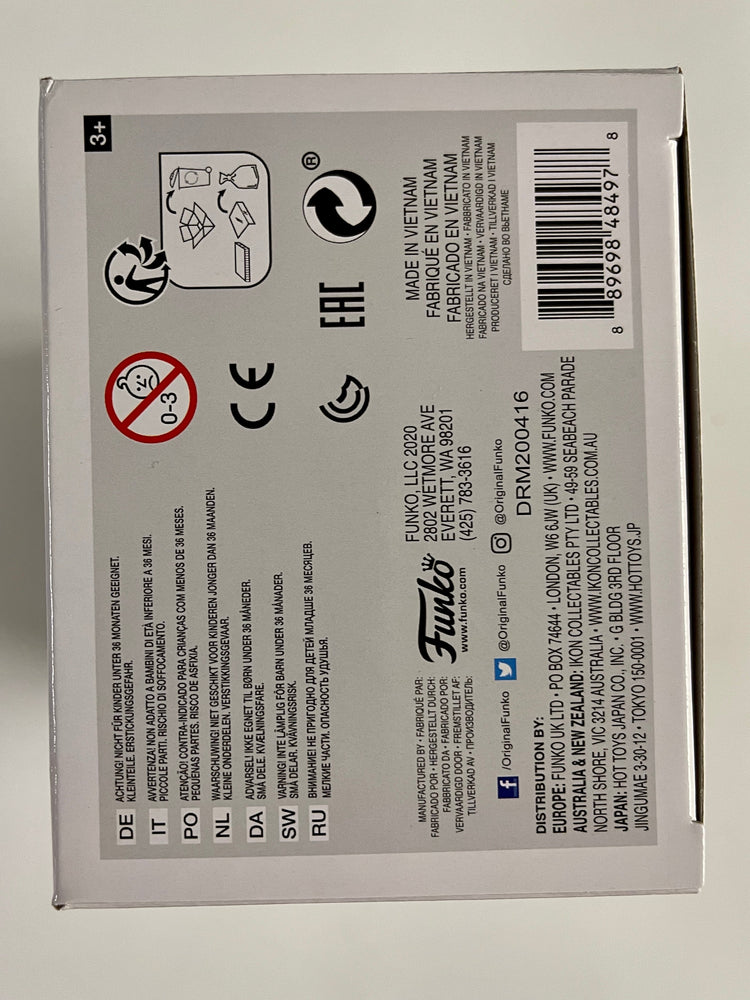 DE
ACHTUNG! NICHT FÜR KINDER UNTER 36 MONATEN GEEIGNET.
KLEINTEILE. ERSTICKUNGSGEFAHR.
IT
AVVERTENZA! NON ADATTO A BAMBINI DI ETÀ INFERIORE A 36 MESI.
PICCOLE PARTI. RISCHIO DI SOFFOCAMENTO.
PO
ATENÇÃO: CONTRA-INDICADO PARA CRIANÇAS COM MENOS DE 36 MESES.
PEQUENAS PARTES. RISCO DE ASFIXIA.
NL
WAARSCHUWING! NIET GESCHIKT VOOR KINDEREN JONGER DAN 36 MAANDEN.
KLEINE ONDERDELEN. VERSTIKKINGSGEVAAR.
DA
ADVARSEL! IKKE EGNET TIL BØRN UNDER 36 MÅNEDER.
SMÅ DELE. KVÆLNINGSFARE.
SW
VARNING! INTE LÄMPLIG FÖR BARN UNDER 36 MÅNADER.
SMÅ DELAR. KVÄVNINGSRISK.
RU
ВНИМАНИЕ! НЕ ПРИГОДНО ДЛЯ ДЕТЕЙ МЛАДШЕ 36 МЕСЯЦЕВ.
МЕЛКИЕ ЧАСТИ. ОПАСНОСТЬ УДУШЬЯ.
0-3
3+
CE
EAC
®
MANUFACTURED BY • FABRIQUÉ PAR:
FABRICADO POR • HERGESTELLT DURCH:
FABBRICATO DA • FABRICADO POR:
VERVAARDIGD DOOR • FREMSTILLET AF:
TILLVERKAD AV • ПРОИЗВОДИТЕЛЬ:
Funko
www.funko.com
FUNKO, LLC 2020
2802 WETMORE AVE
EVERETT, WA 98201
(425) 783-3616
MADE IN VIETNAM
FABRIQUÉ EN VIETNAM
FABRICADO EN VIETNAM
HERGESTELLT IN VIETNAM • FABBRICATO IN VIETNAM
FABRICADO NA VIETNAM • VERVAARDIGD IN VIETNAM
PRODUCERET I VIETNAM • TILLVERKAD I VIETNAM
СДЕЛАНО ВО ВЬЕТНАМЕ
f /OriginalFunko
@OriginalFunko
@OriginalFunko
DRM200416
DISTRIBUTION BY:
EUROPE: FUNKO UK LTD • PO BOX 74644 • LONDON, W6 6JW (UK) • WWW.FUNKO.COM
AUSTRALIA & NEW ZEALAND: IKON COLLECTABLES PTY LTD • 49-59 SEABEACH PARADE
NORTH SHORE, VIC 3214 AUSTRALIA • WWW.IKONCOLLECTABLES.COM.AU
JAPAN: HOT TOYS JAPAN CO., INC. • G BLDG 3RD FLOOR
JINGUMAE 3-30-12 • TOKYO 150-0001 • WWW.HOTTOYS.JP
8 89698 48497 8